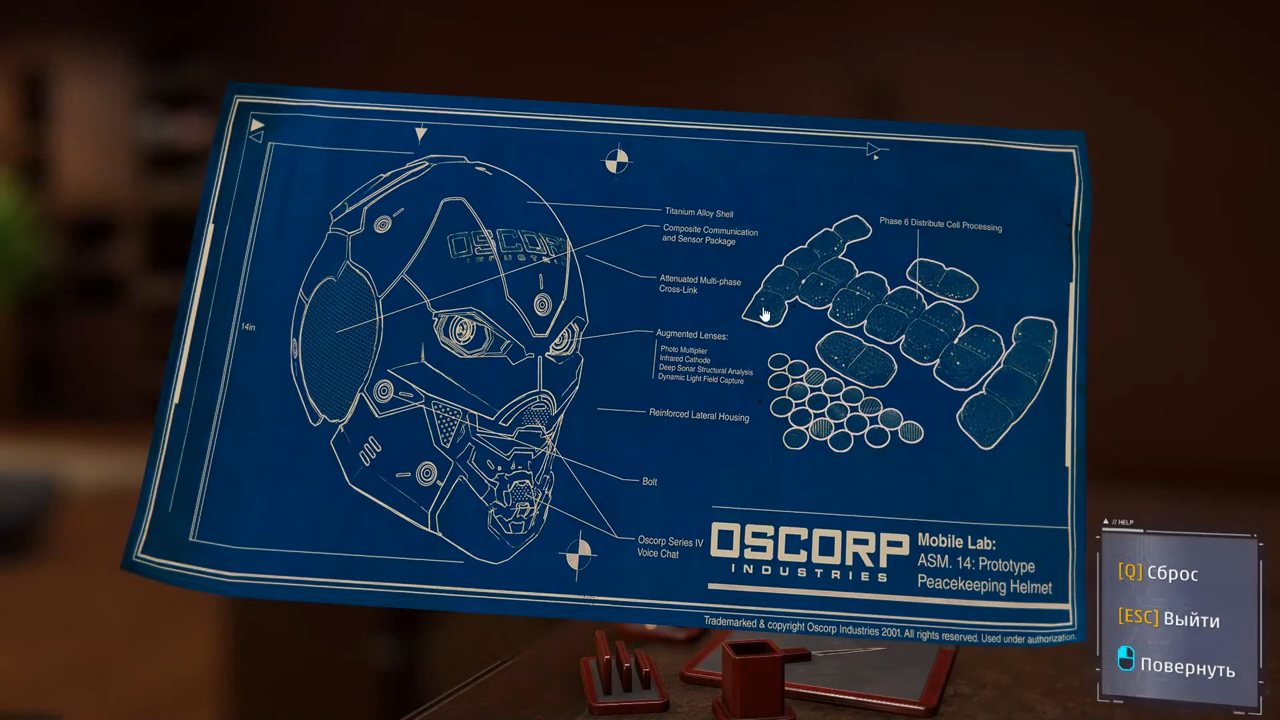 OSCORP
INDUSTRIES
14in
Titanium Alloy Shell
Composite Communication
and Sensor Package
Attenuated Multi-phase
Cross-Link
Augmented Lenses:
Photo Multiplier
Infrared Cathode
Deep Sonar Structural Analysis
Dynamic Light Field Capture
Reinforced Lateral Housing
Bolt
Oscorp Series IV
Voice Chat
Phase 6 Distribute Cell Processing
OSCORP
INDUSTRIES
Mobile Lab:
ASM. 14: Prototype
Peacekeeping Helmet
Trademarked & copyright Oscorp Industries 2001. All rights reserved. Used under authorization.
// HELP
[Q] Сброс
[ESC] Выйти
Повернуть